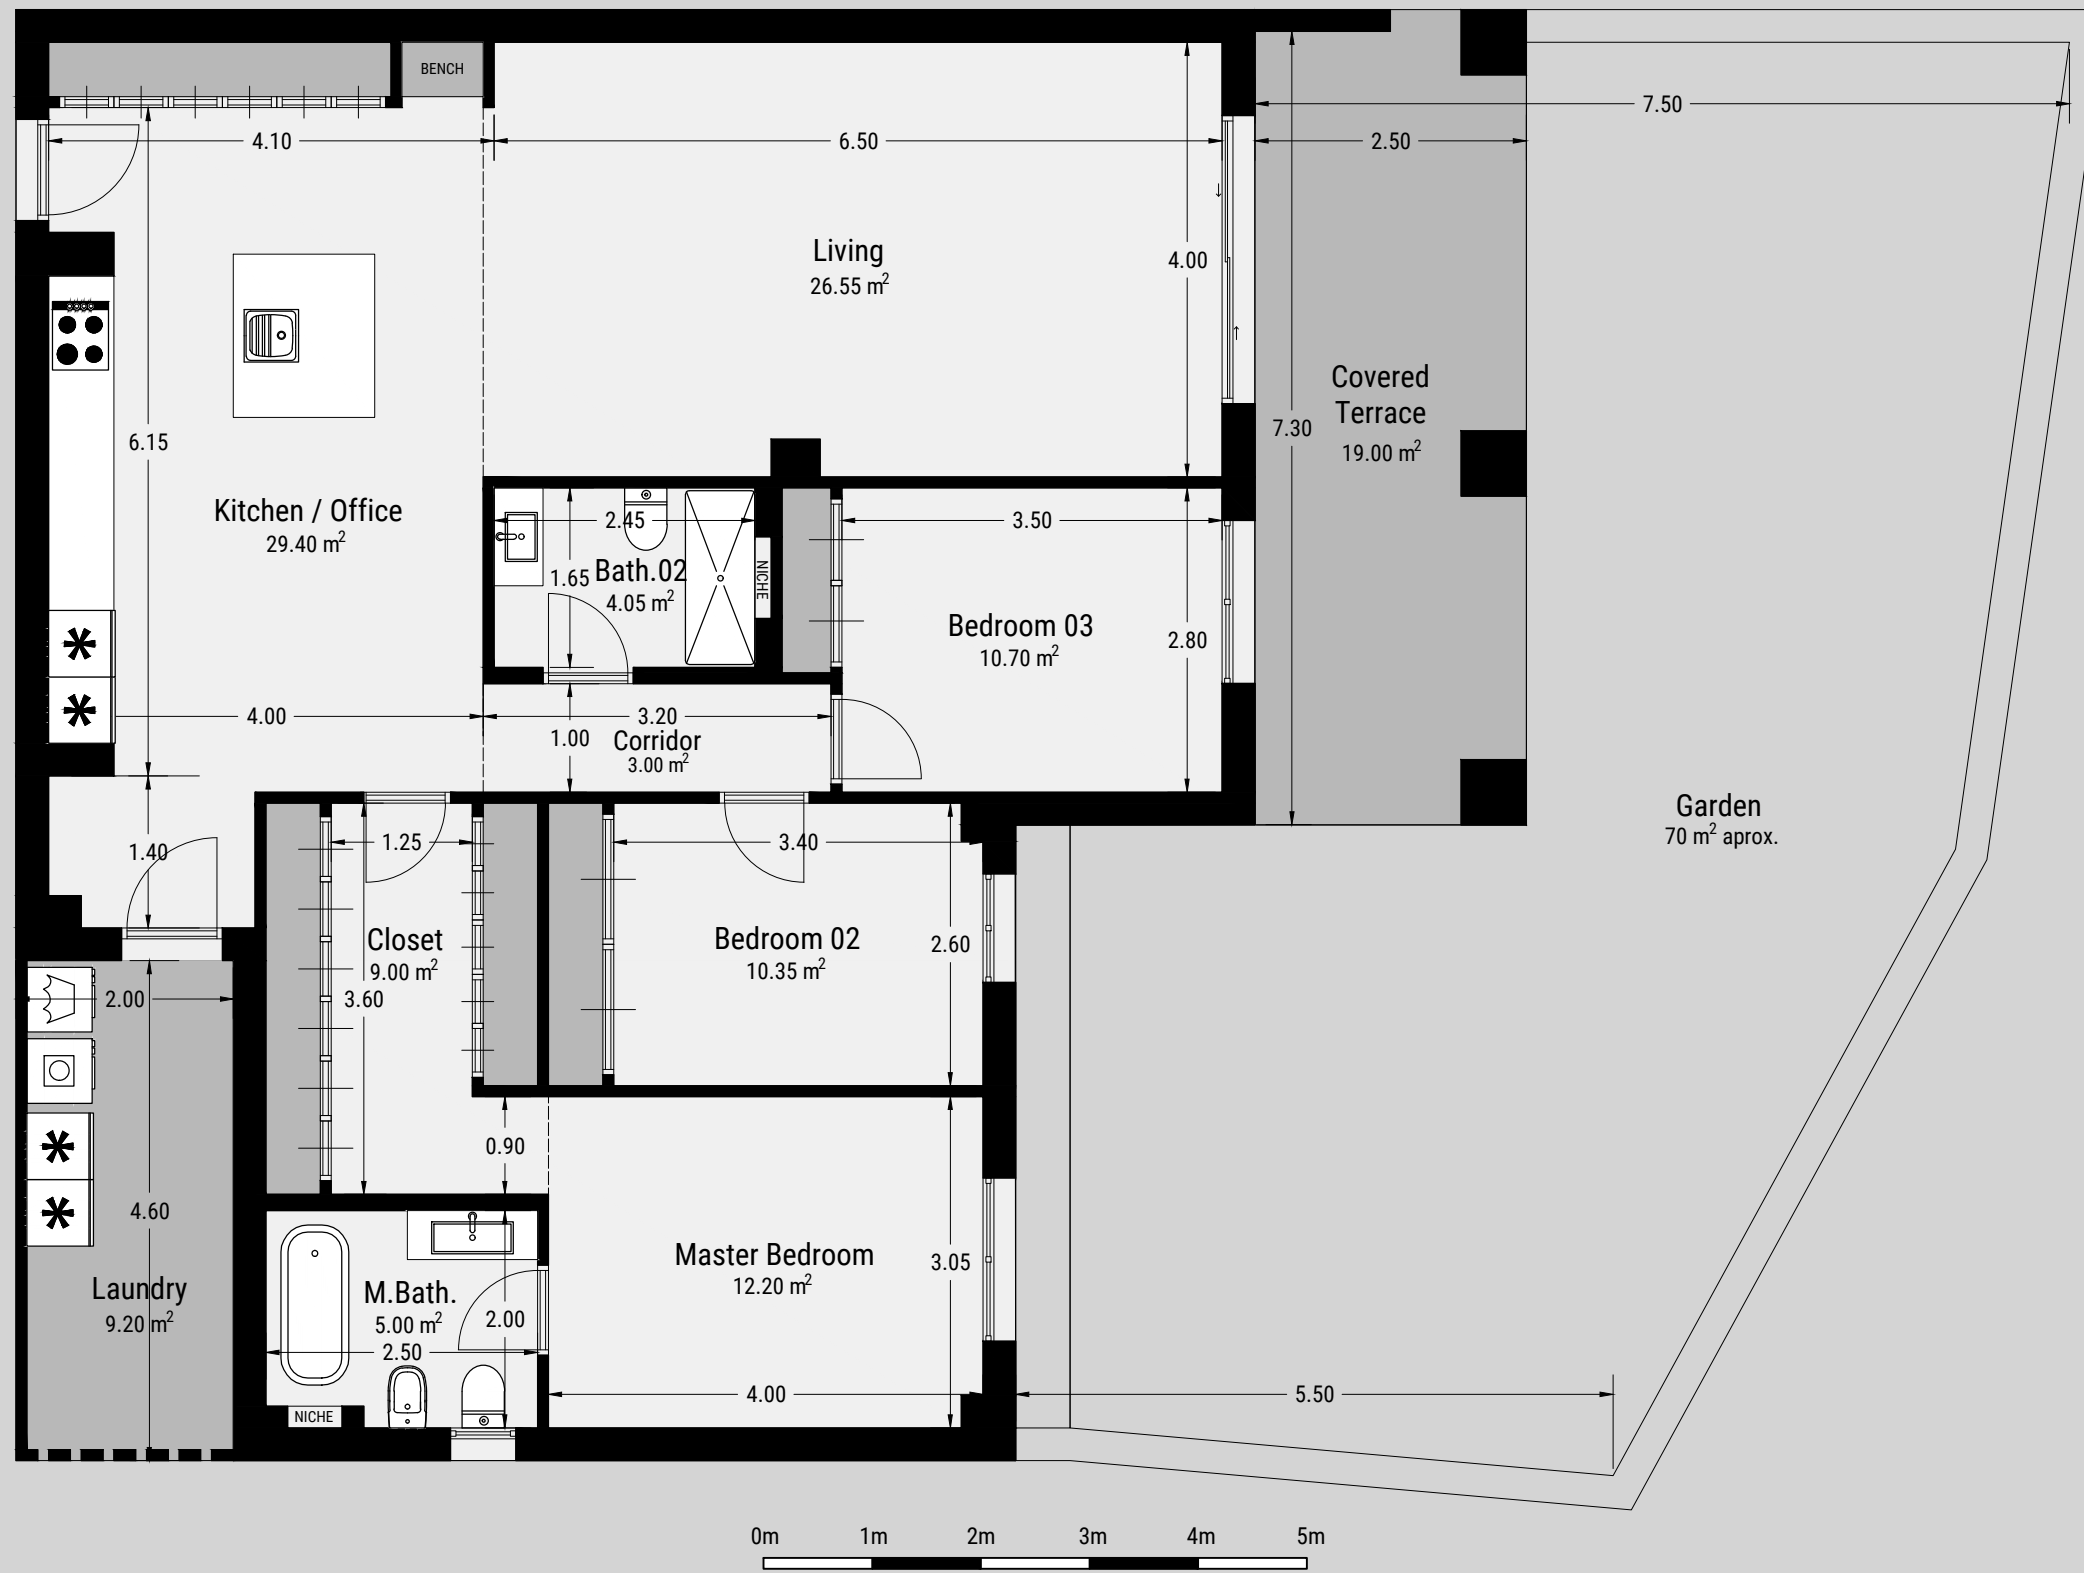 BENCH
7.50
4.10
6.50
2.50
Living
26.55 m²
4.00
Covered
Terrace
19.00 m²
7.30
6.15
Kitchen / Office
29.40 m²
2.45
1.65
Bath.02
4.05 m²
NICHE
3.50
Bedroom 03
10.70 m²
2.80
4.00
3.20
1.00
Corridor
3.00 m²
Garden
70 m² aprox.
1.40
1.25
3.40
Closet
9.00 m²
3.60
Bedroom 02
10.35 m²
2.60
2.00
0.90
4.60
Laundry
9.20 m²
M.Bath.
5.00 m²
2.00
2.50
NICHE
Master Bedroom
12.20 m²
3.05
4.00
5.50
0m 1m 2m 3m 4m 5m